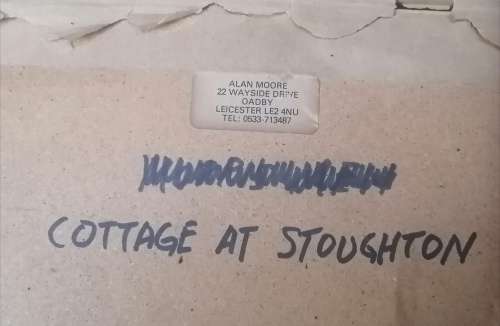 ALAN MOORE
22 WAYSIDE DRIVE
OADBY
LEICESTER LE2 4NU
TEL: 0533-713487
COTTAGE AT STOUGHTON